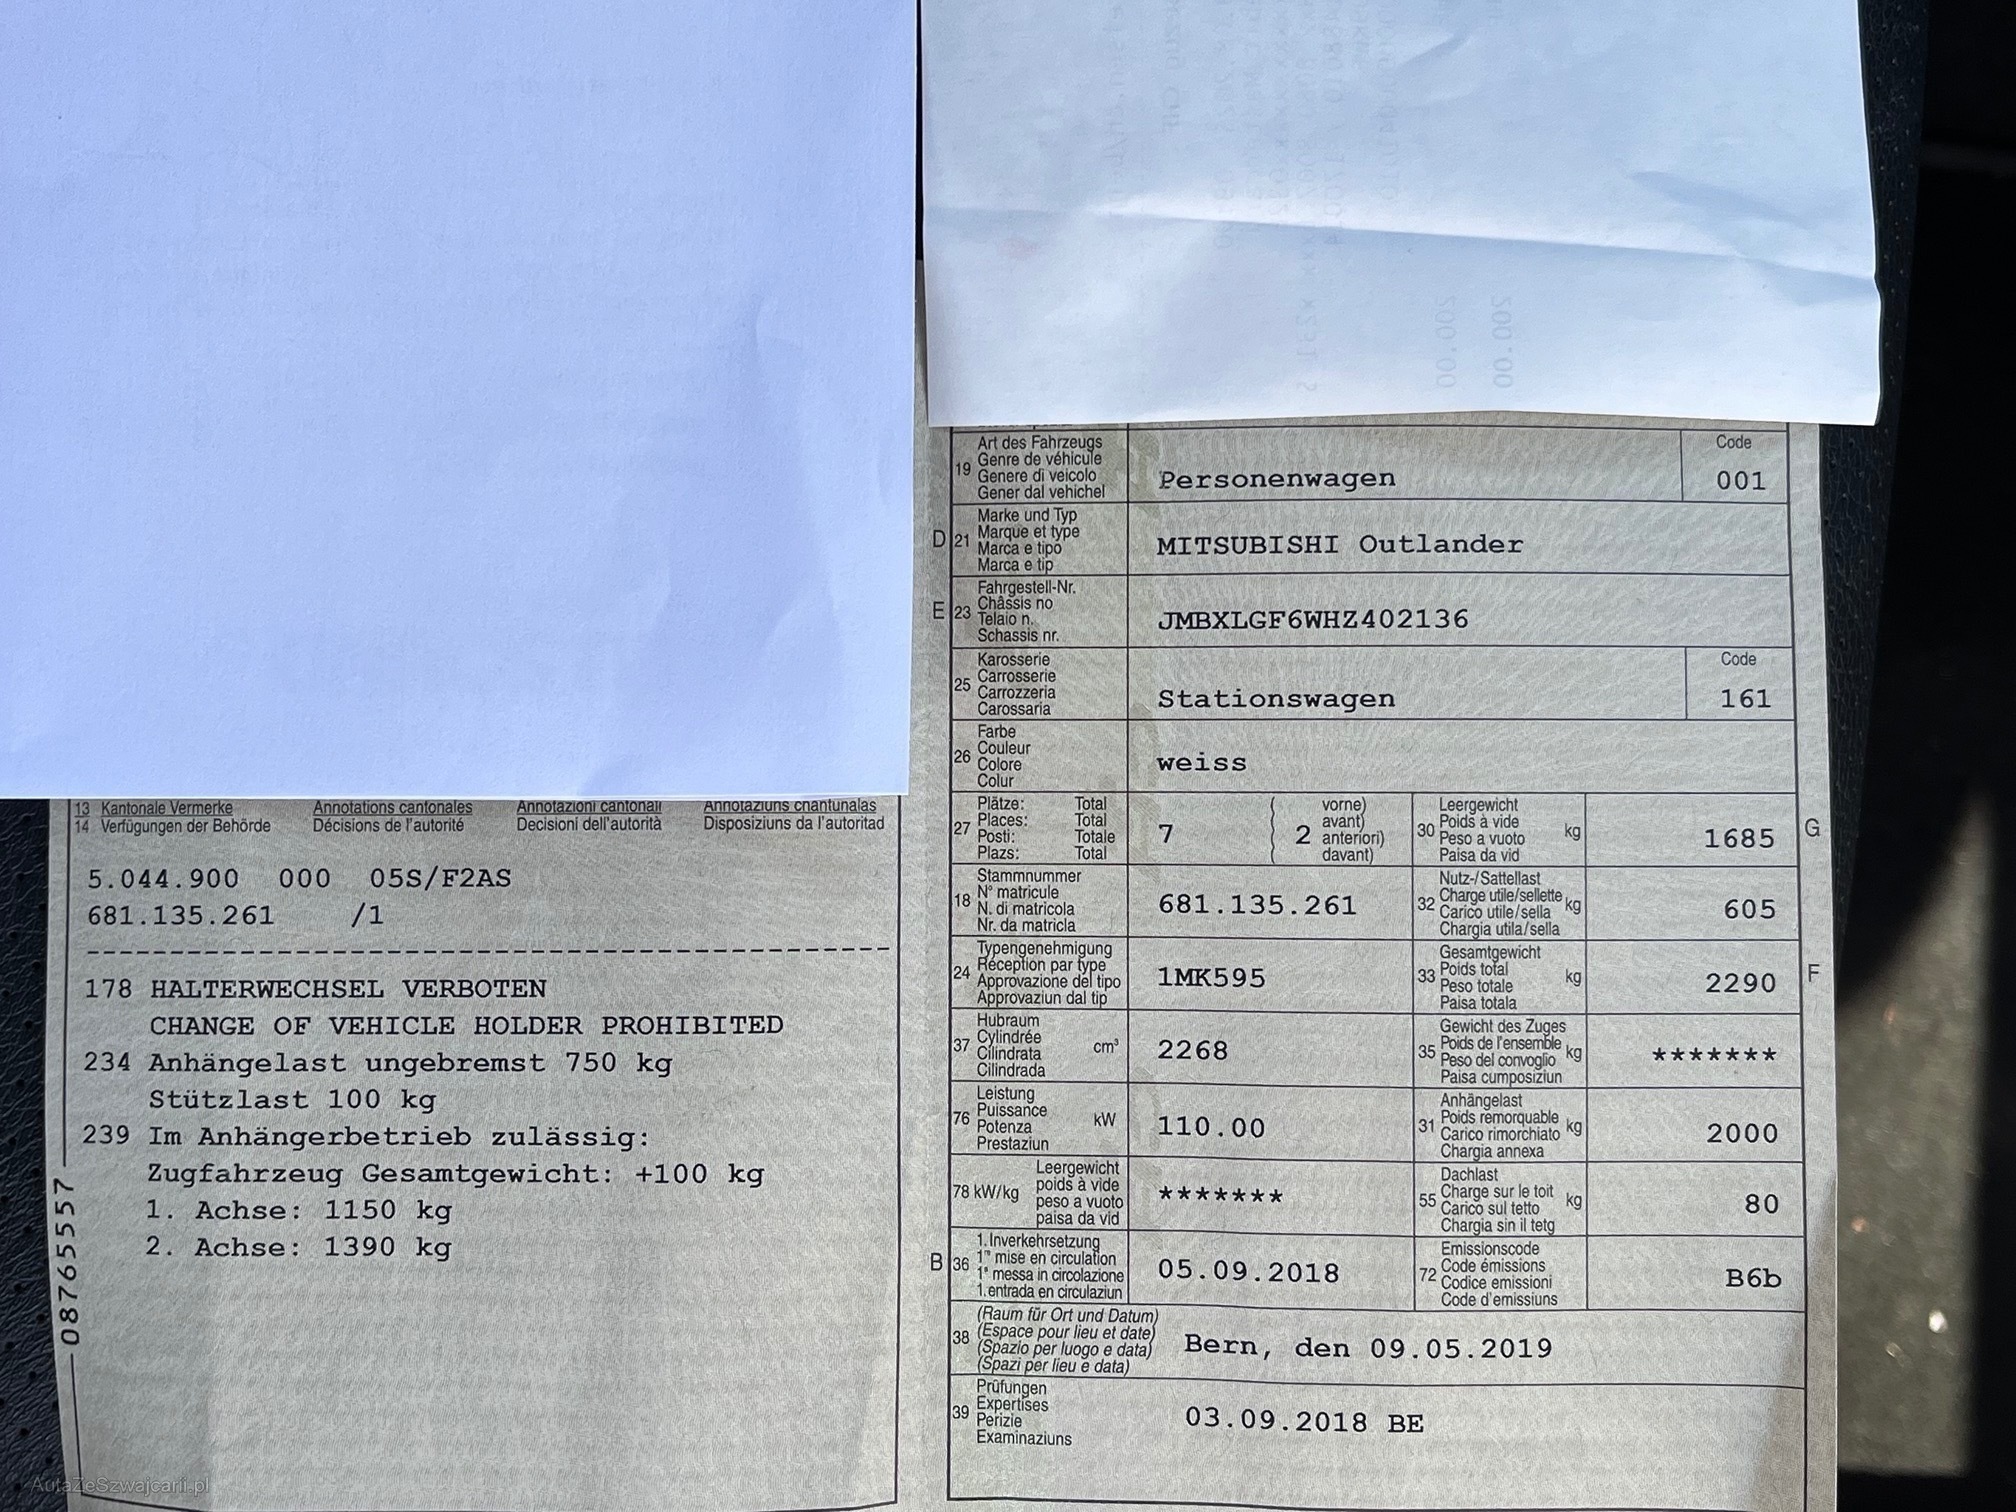 13 Kantonale Vermerke Annotations cantonales Annotazioni cantonali Annotaziuns chantunalas
14 Verfügungen der Behörde Décisions de l'autorité Decisioni dell'autorità Disposiziuns da l'autoritad
5.044.900 000 05S/F2AS
681.135.261 /1
178 HALTERWECHSEL VERBOTEN
CHANGE OF VEHICLE HOLDER PROHIBITED
234 Anhängelast ungebremst 750 kg
Stützlast 100 kg
239 Im Anhängerbetrieb zulässig:
Zugfahrzeug Gesamtgewicht: +100 kg
1. Achse: 1150 kg
2. Achse: 1390 kg
08765557
AutaZeSzwajcarii.pl
19
Art des Fahrzeugs
Genre de véhicule
Genere di veicolo
Gener dal vehichel
Personenwagen
Code
001
D 21
Marke und Typ
Marque et type
Marca e tipo
Marca e tip
MITSUBISHI Outlander
E 23
Fahrgestell-Nr.
Châssis no
Telaio n.
Schassis nr.
JMBXLGF6WHZ402136
25
Karosserie
Carrosserie
Carrozzeria
Carossaria
Stationswagen
Code
161
26
Farbe
Couleur
Colore
Colur
weiss
27
Plätze: Total
Places: Total
Posti: Totale
Plazs: Total
7
2
vorne)
avant)
anteriori)
davant)
30
Leergewicht
Poids à vide
Peso a vuoto
Paisa da vid
kg
1685
G
18
Stammnummer
N° matricule
N. di matricola
Nr. da matricla
681.135.261
32
Nutz-/Sattellast
Charge utile/sellette
Carico utile/sella
Chargia utila/sella
kg
605
24
Typengenehmigung
Réception par type
Approvazione del tipo
Approvaziun dal tip
1MK595
33
Gesamtgewicht
Poids total
Peso totale
Paisa totala
kg
2290
F
37
Hubraum
Cylindrée
Cilindrata
Cilindrada
cm³
2268
35
Gewicht des Zuges
Poids de l'ensemble
Peso del convoglio
Paisa cumposiziun
kg
*******
76
Leistung
Puissance
Potenza
Prestaziun
kW
110.00
31
Anhängelast
Poids remorquable
Carico rimorchiato
Chargia annexa
kg
2000
78 kW/kg
Leergewicht
poids à vide
peso a vuoto
paisa da vid
*******
55
Dachlast
Charge sur le toit
Carico sul tetto
Chargia sin il tetg
kg
80
B 36
1. Inverkehrsetzung
1re mise en circulation
1a messa in circolazione
1. entrada en circulaziun
05.09.2018
72
Emissionscode
Code émissions
Codice emissioni
Code d'emissiuns
B6b
38
(Raum für Ort und Datum)
(Espace pour lieu et date)
(Spazio per luogo e data)
(Spazi per lieu e data)
Bern, den 09.05.2019
39
Prüfungen
Expertises
Perizie
Examinaziuns
03.09.2018 BE